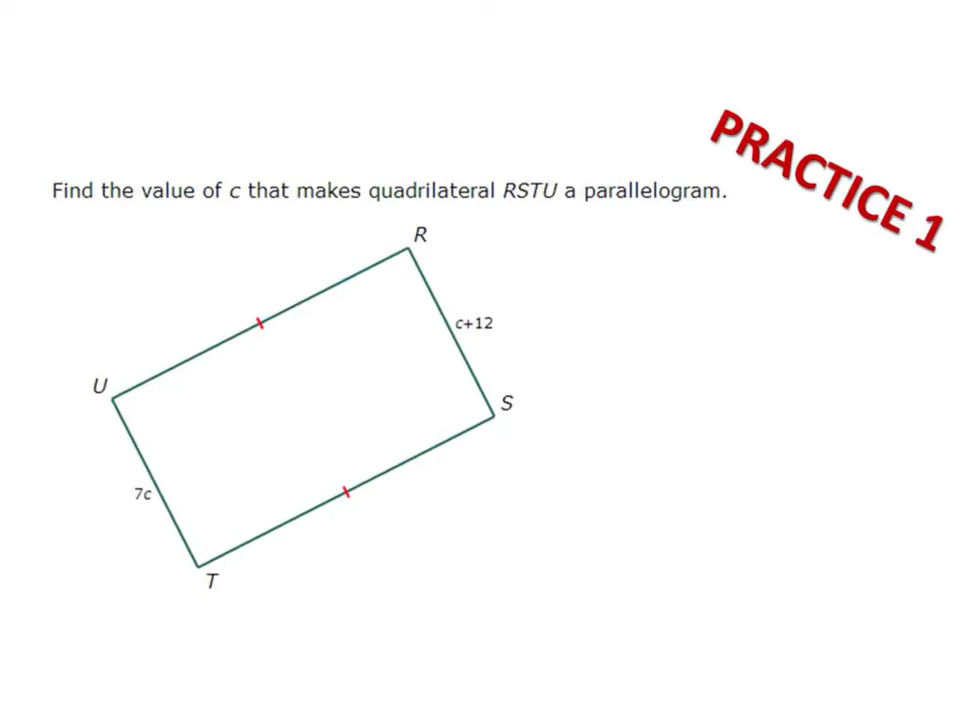 PRACTICE 1
Find the value of c that makes quadrilateral RSTU a parallelogram.
R
c+12
U
S
7c
T